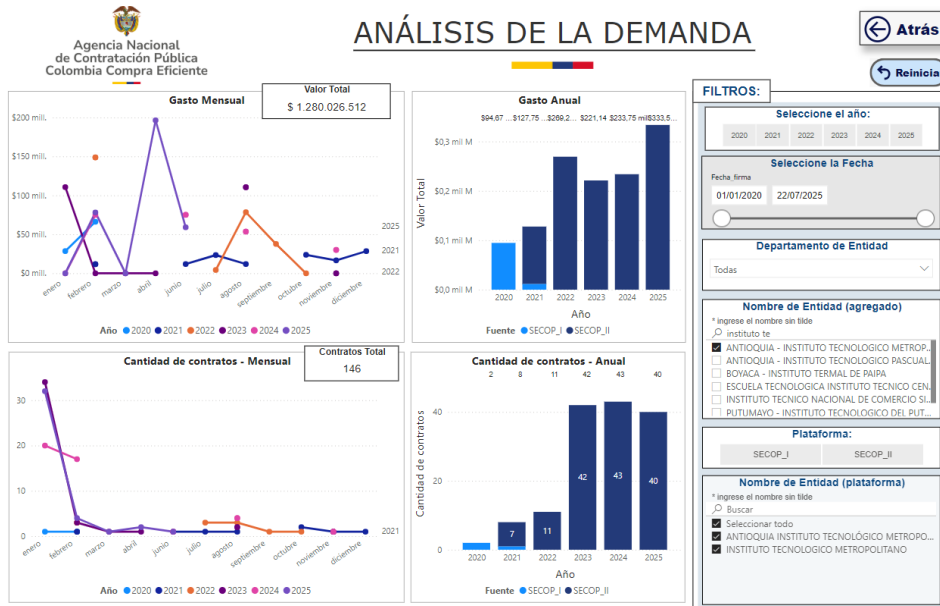 Agencia Nacional
de Contratación Pública
Colombia Compra Eficiente
ANÁLISIS DE LA DEMANDA
Atrás
Reinicia
Gasto Mensual
Valor Total
$ 1.280.026.512
$200 mill.
$150 mill.
$100 mill.
$50 mill.
$0 mill.
2025
2021
2022
enero
febrero
marzo
abril
junio
julio
agosto
septiembre
octubre
noviembre
diciembre
Año 2020 2021 2022 2023 2024 2025
Gasto Anual
$94,67 ... $127,75 ... $269,2... $221,14 $233,75 mil $333,5...
Valor Total
$0,3 mil M
$0,2 mil M
$0,1 mil M
$0,0 mil M
2020 2021 2022 2023 2024 2025
Año
Fuente SECOP_I SECOP_II
Cantidad de contratos - Mensual
Contratos Total
146
30
20
10
0
2021
enero
febrero
marzo
abril
junio
julio
agosto
septiembre
octubre
noviembre
diciembre
Año 2020 2021 2022 2023 2024 2025
Cantidad de contratos - Anual
2 8 11 42 43 40
Cantidad de contratos
40
20
0
7 11 42 43 40
2020 2021 2022 2023 2024 2025
Año
Fuente SECOP_I SECOP_II
FILTROS:
Seleccione el año:
2020 2021 2022 2023 2024 2025
Seleccione la Fecha
Fecha_firma
01/01/2020 22/07/2025
Departamento de Entidad
Todas
Nombre de Entidad (agregado)
* ingrese el nombre sin tilde
instituto te
ANTIOQUIA - INSTITUTO TECNOLOGICO METROP...
ANTIOQUIA - INSTITUTO TECNOLOGICO PASCUAL...
BOYACA - INSTITUTO TERMAL DE PAIPA
ESCUELA TECNOLOGICA INSTITUTO TECNICO CEN...
INSTITUTO TECNICO NACIONAL DE COMERCIO SI...
PUTUMAYO - INSTITUTO TECNOLOGICO DEL PUT...
Plataforma:
SECOP_I SECOP_II
Nombre de Entidad (plataforma)
* ingrese el nombre sin tilde
Buscar
Seleccionar todo
ANTIOQUIA INSTITUTO TECNOLÓGICO METROPO...
INSTITUTO TECNOLOGICO METROPOLITANO